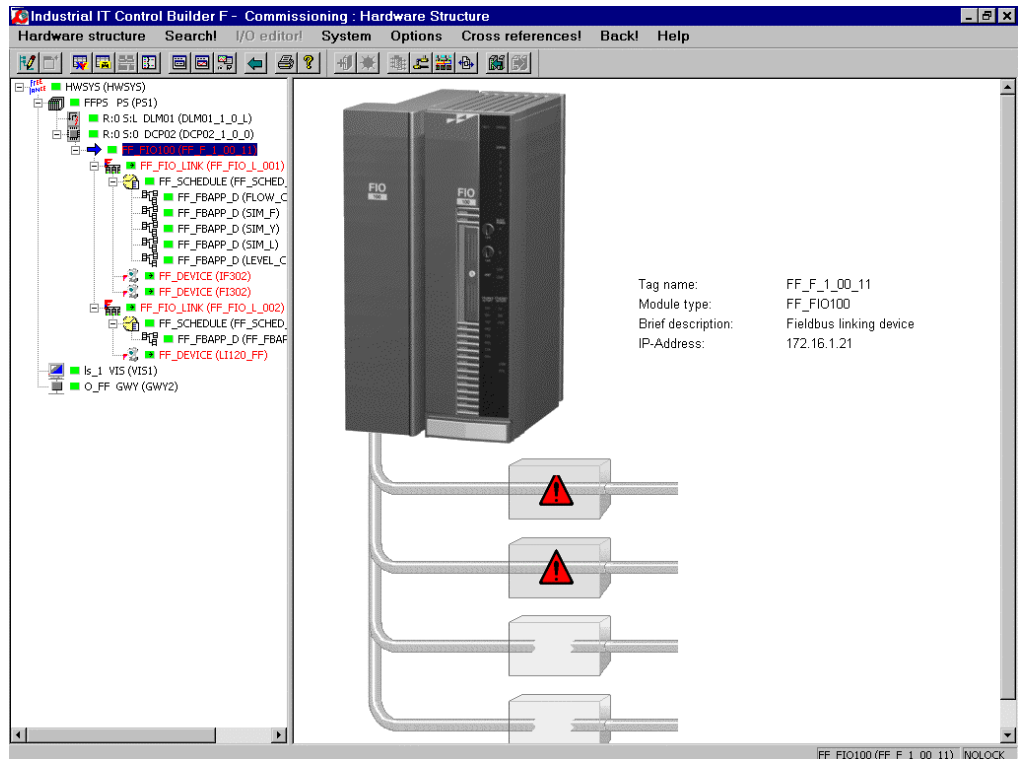 Industrial IT Control Builder F - Commissioning : Hardware Structure
Hardware structure Search! I/O editor! System Options Cross references! Back! Help
HWSYS (HWSYS)
FFPS PS (PS1)
R:0 S:L DLM01 (DLM01_1_0_L)
R:0 S:0 DCP02 (DCP02_1_0_0)
FF_FIO100 (FF_F_1_00_11)
FF_FIO_LINK (FF_FIO_L_001)
FF_SCHEDULE (FF_SCHED_
FF_FBAPP_D (FLOW_C
FF_FBAPP_D (SIM_F)
FF_FBAPP_D (SIM_Y)
FF_FBAPP_D (SIM_L)
FF_FBAPP_D (LEVEL_C
FF_DEVICE (IF302)
FF_DEVICE (FI302)
FF_FIO_LINK (FF_FIO_L_002)
FF_SCHEDULE (FF_SCHED_
FF_FBAPP_D (FF_FBAP
FF_DEVICE (LI120_FF)
ls_1 VIS (VIS1)
O_FF GWY (GWY2)
FIO
100
FIO
100
Tag name: FF_F_1_00_11
Module type: FF_FIO100
Brief description: Fieldbus linking device
IP-Address: 172.16.1.21
FF_FIO100 (FF_F_1_00_11) NOLOCK